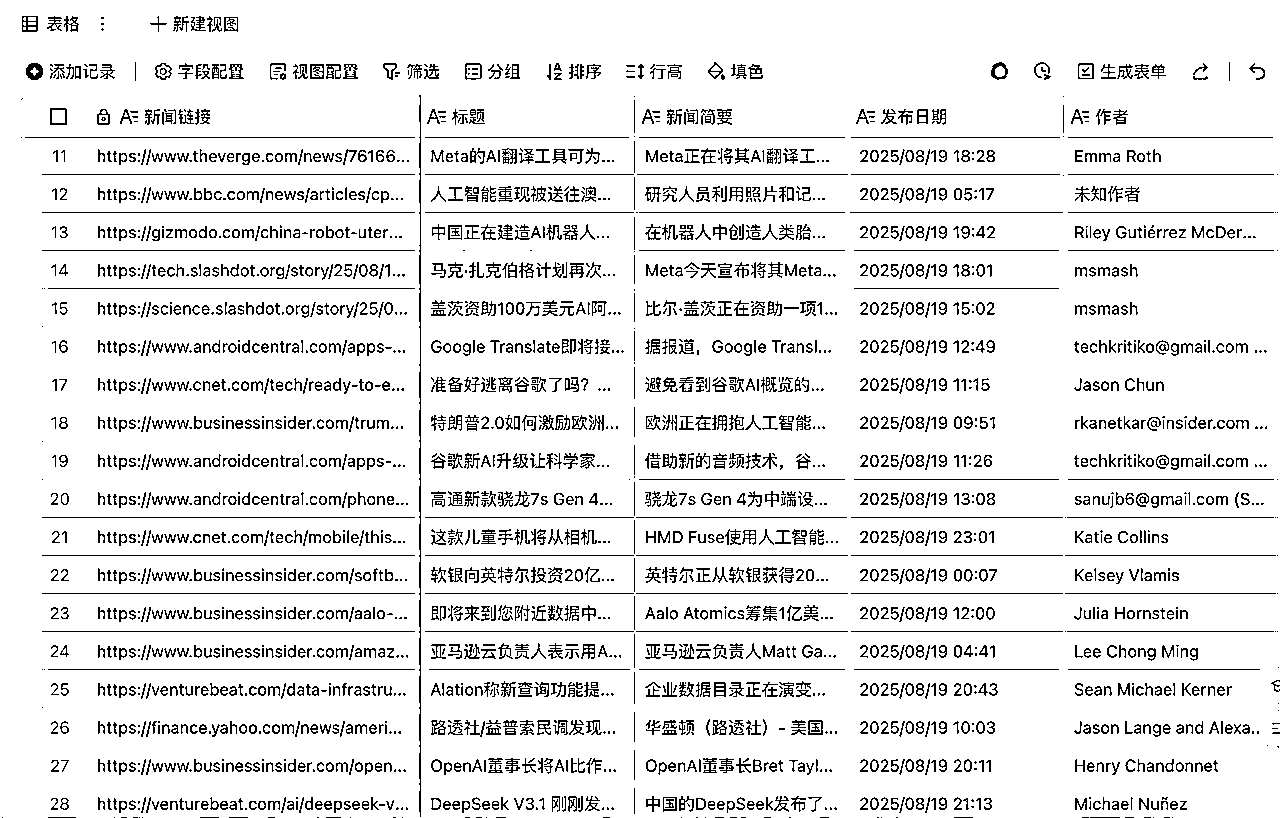 表格 ⋮ 新建视图
添加记录 字段配置 视图配置 筛选 分组 排序 行高 填色 生成表单
新闻链接 标题 新闻简要 发布日期 作者
11 https://www.theverge.com/news/76166... Meta的AI翻译工具可为... Meta正在将其AI翻译工... 2025/08/19 18:28 Emma Roth
12 https://www.bbc.com/news/articles/cp... 人工智能重现被送往澳... 研究人员利用照片和记... 2025/08/19 05:17 未知作者
13 https://gizmodo.com/china-robot-uter... 中国正在建造AI机器人... 在机器人中创造人类胎... 2025/08/19 19:42 Riley Gutiérrez McDer...
14 https://tech.slashdot.org/story/25/08/1... 马克·扎克伯格计划再次... Meta今天宣布将其Meta... 2025/08/19 18:01 msmash
15 https://science.slashdot.org/story/25/0... 盖茨资助100万美元AI阿... 比尔·盖茨正在资助一项1... 2025/08/19 15:02 msmash
16 https://www.androidcentral.com/apps-... Google Translate即将接... 据报道，Google Transl... 2025/08/19 12:49 techkritiko@gmail.com ...
17 https://www.cnet.com/tech/ready-to-e... 准备好逃离谷歌了吗？... 避免看到谷歌AI概览的... 2025/08/19 11:15 Jason Chun
18 https://www.businessinsider.com/trum... 特朗普2.0如何激励欧洲... 欧洲正在拥抱人工智能... 2025/08/19 09:51 rkanetkar@insider.com ...
19 https://www.androidcentral.com/apps-... 谷歌新AI升级让科学家... 借助新的音频技术，谷... 2025/08/19 11:26 techkritiko@gmail.com ...
20 https://www.androidcentral.com/phone... 高通新款骁龙7s Gen 4... 骁龙7s Gen 4为中端设... 2025/08/19 13:08 sanujb6@gmail.com (S...
21 https://www.cnet.com/tech/mobile/this... 这款儿童手机将从相机... HMD Fuse使用人工智能... 2025/08/19 23:01 Katie Collins
22 https://www.businessinsider.com/softb... 软银向英特尔投资20亿... 英特尔正从软银获得20... 2025/08/19 00:07 Kelsey Vlamis
23 https://www.businessinsider.com/aalo-... 即将来到您附近数据中... Aalo Atomics筹集1亿美... 2025/08/19 12:00 Julia Hornstein
24 https://www.businessinsider.com/amaz... 亚马逊云负责人表示用A... 亚马逊云负责人Matt Ga... 2025/08/19 04:41 Lee Chong Ming
25 https://venturebeat.com/data-infrastru... Alation称新查询功能提... 企业数据目录正在演变... 2025/08/19 20:43 Sean Michael Kerner
26 https://finance.yahoo.com/news/ameri... 路透社/益普索民调发现... 华盛顿（路透社）- 美国... 2025/08/19 10:03 Jason Lange and Alexa..
27 https://www.businessinsider.com/open... OpenAI董事长将AI比作... OpenAI董事长Bret Tayl... 2025/08/19 20:11 Henry Chandonnet
28 https://venturebeat.com/ai/deepseek-v... DeepSeek V3.1 刚刚发... 中国的DeepSeek发布了... 2025/08/19 21:13 Michael Nuñez